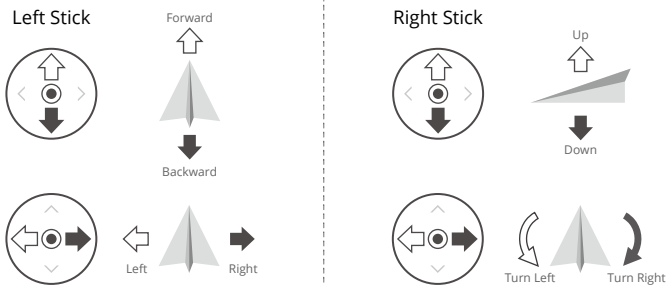 Left Stick
Forward
Backward
Left
Right
Right Stick
Up
Down
Turn Left
Turn Right